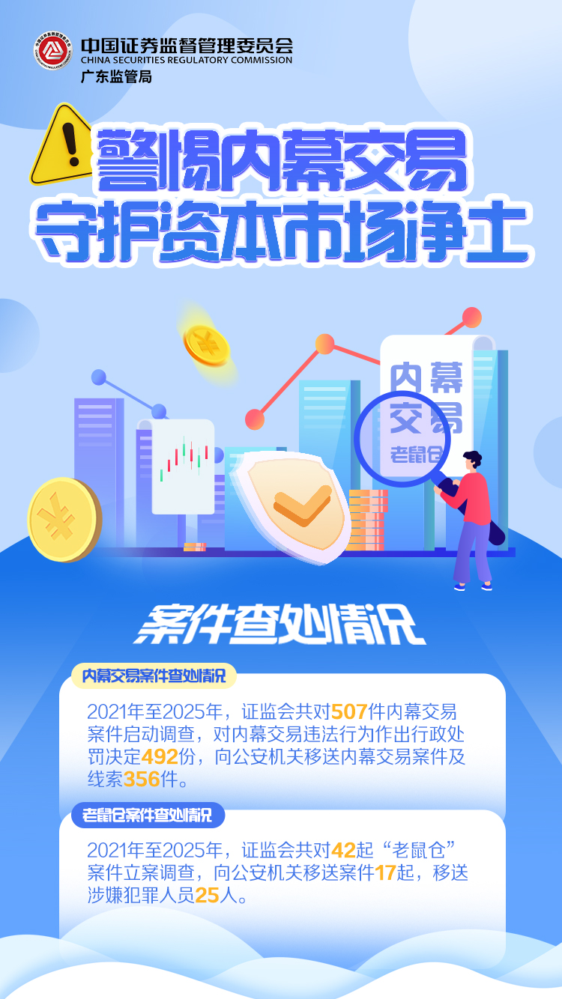 中国证券监督管理委员会
CHINA SECURITIES REGULATORY COMMISSION
广东监管局
警惕内幕交易
守护资本市场净土
内幕
交易
老鼠仓
案件查处情况
内幕交易案件查处情况
2021年至2025年，证监会共对507件内幕交易
案件启动调查，对内幕交易违法行为作出行政处
罚决定492份，向公安机关移送内幕交易案件及
线索356件。
老鼠仓案件查处情况
2021年至2025年，证监会共对42起“老鼠仓”
案件立案调查，向公安机关移送案件17起，移送
涉嫌犯罪人员25人。